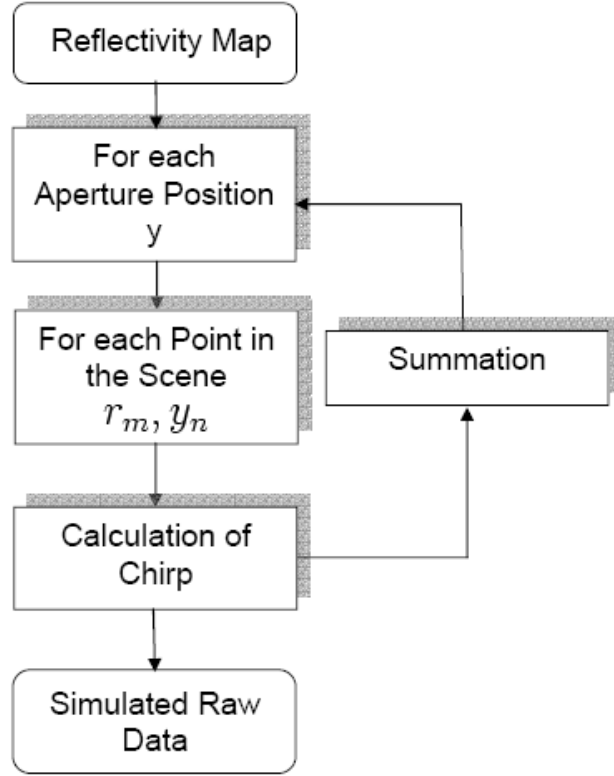 Reflectivity Map
For each
Aperture Position
y
For each Point in
the Scene
r_m, y_n
Summation
Calculation of
Chirp
Simulated Raw
Data